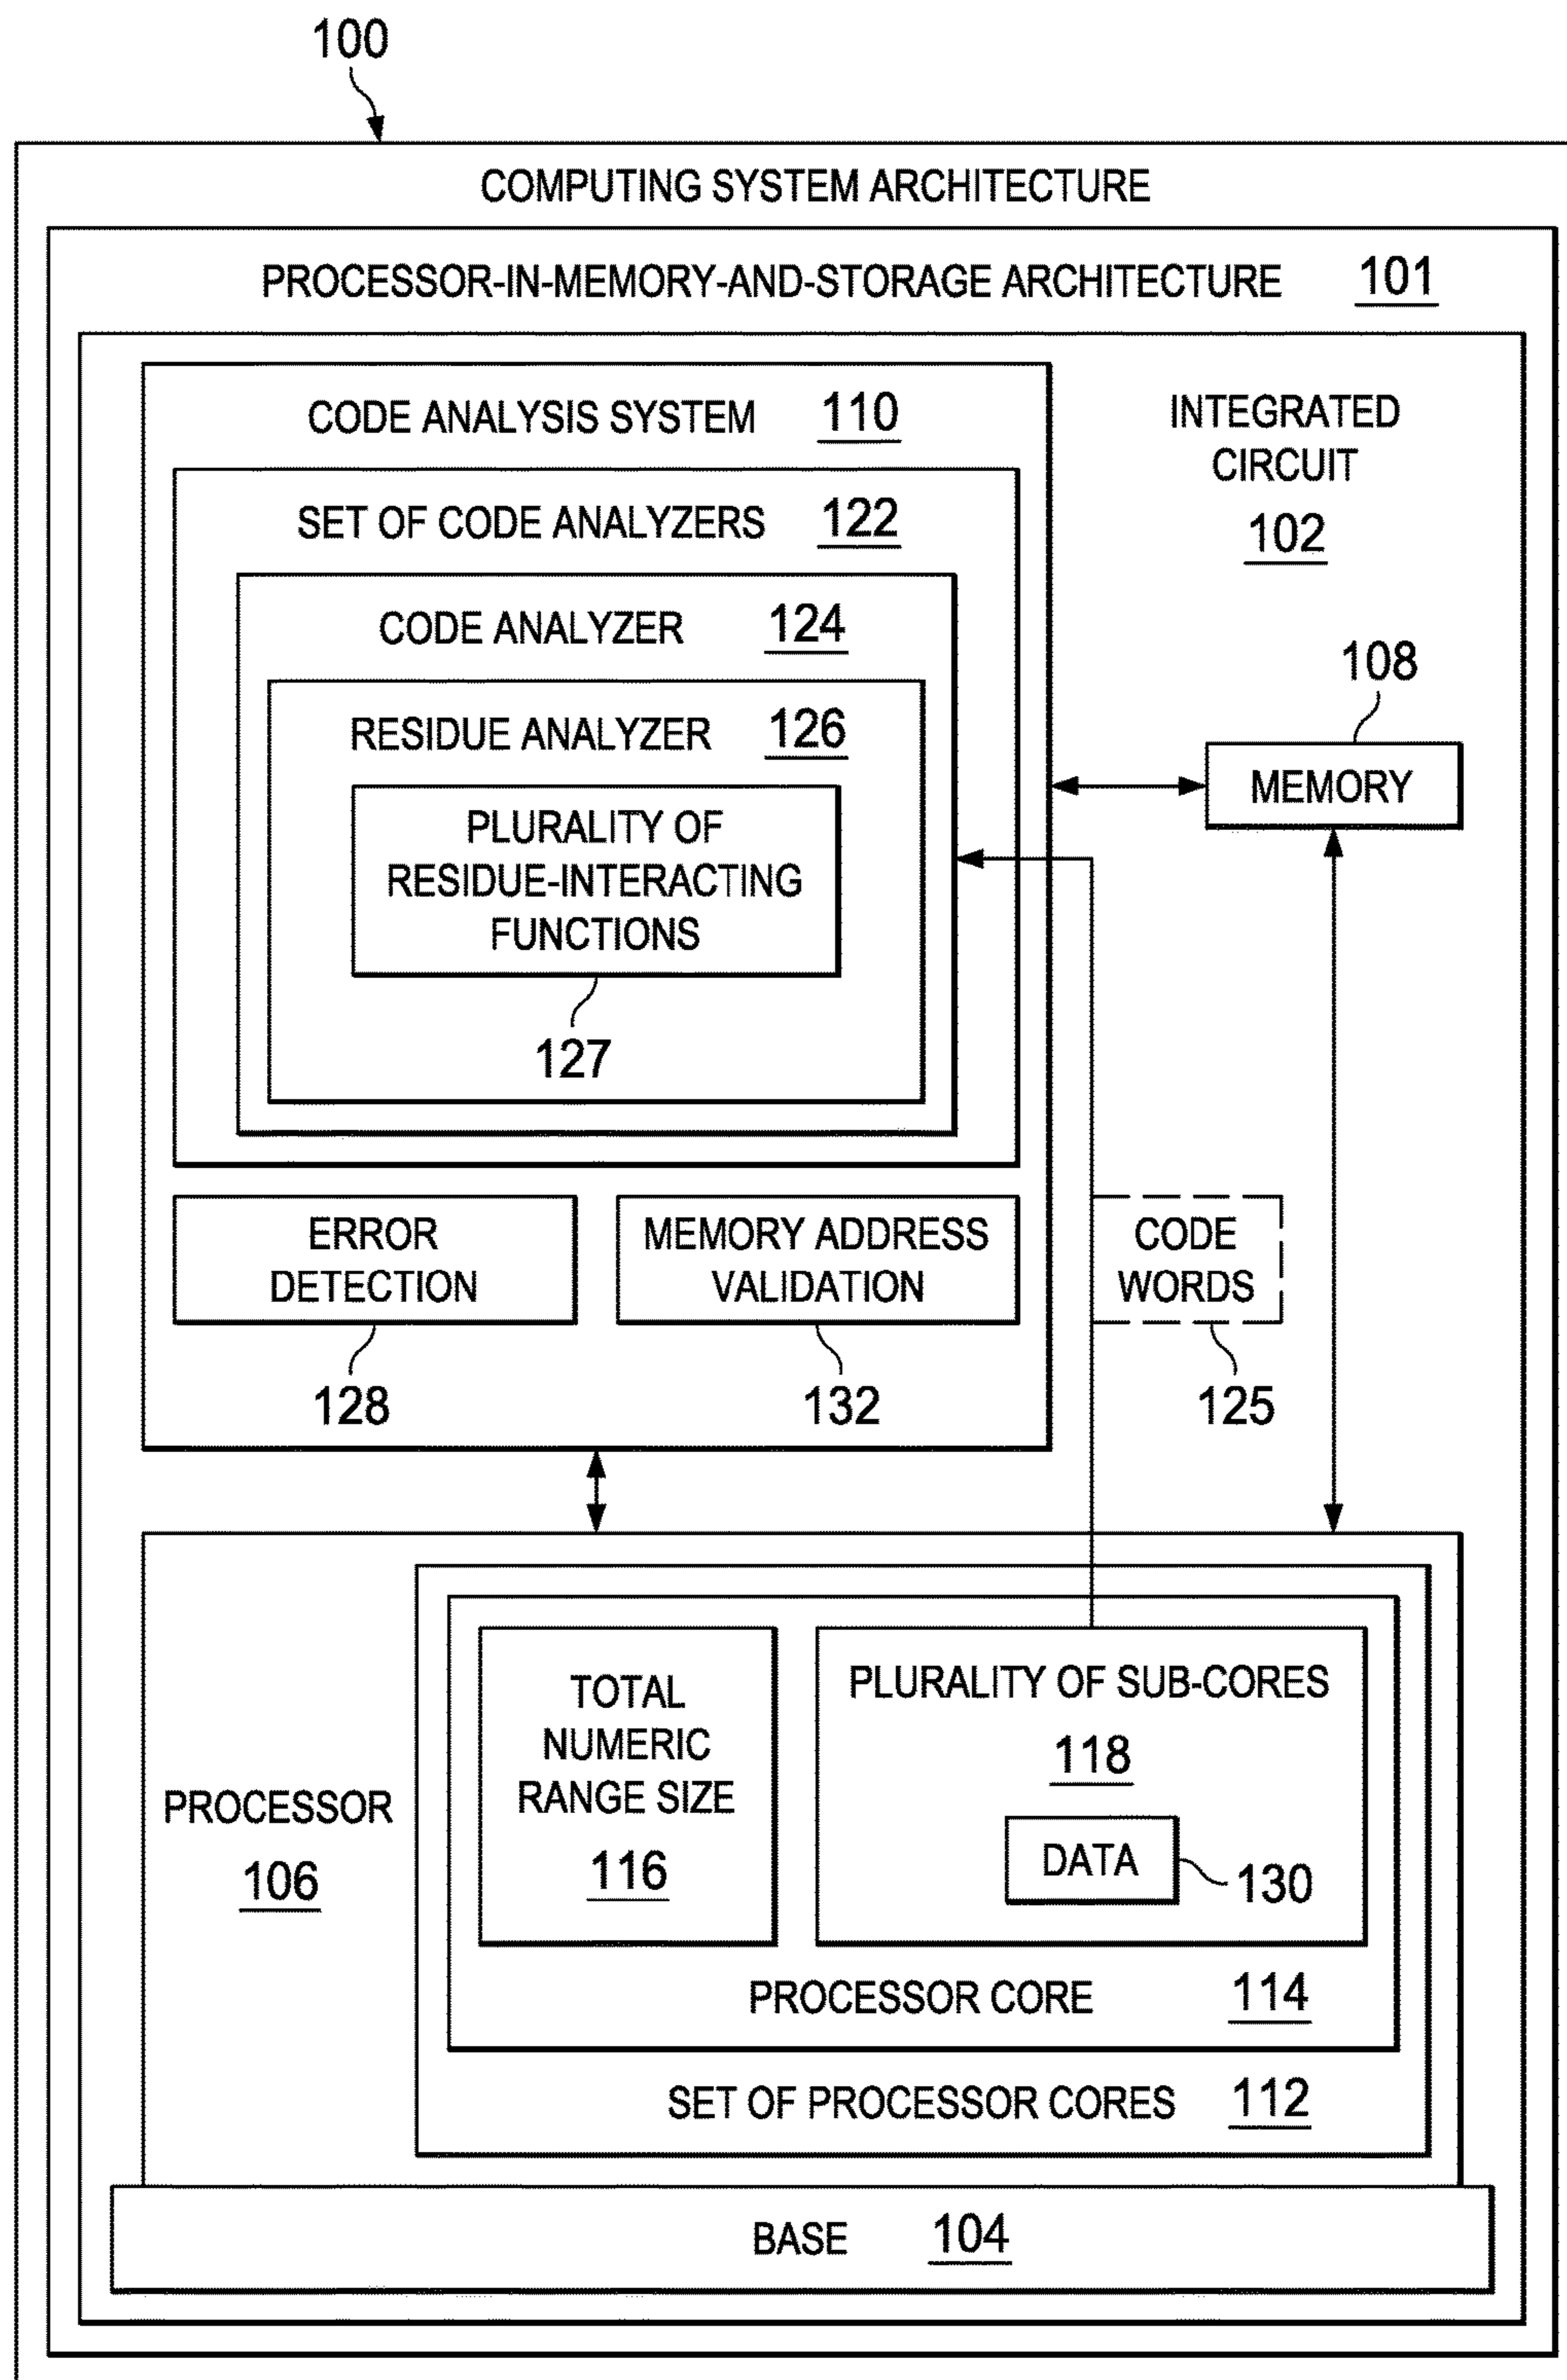 100
COMPUTING SYSTEM ARCHITECTURE
PROCESSOR-IN-MEMORY-AND-STORAGE ARCHITECTURE 101
CODE ANALYSIS SYSTEM 110
INTEGRATED
CIRCUIT
102
SET OF CODE ANALYZERS 122
CODE ANALYZER 124
RESIDUE ANALYZER 126
PLURALITY OF
RESIDUE-INTERACTING
FUNCTIONS
127
108
MEMORY
ERROR
DETECTION
128
MEMORY ADDRESS
VALIDATION
132
CODE
WORDS
125
PROCESSOR
106
TOTAL
NUMERIC
RANGE SIZE
116
PLURALITY OF SUB-CORES
118
DATA
130
PROCESSOR CORE 114
SET OF PROCESSOR CORES 112
BASE 104